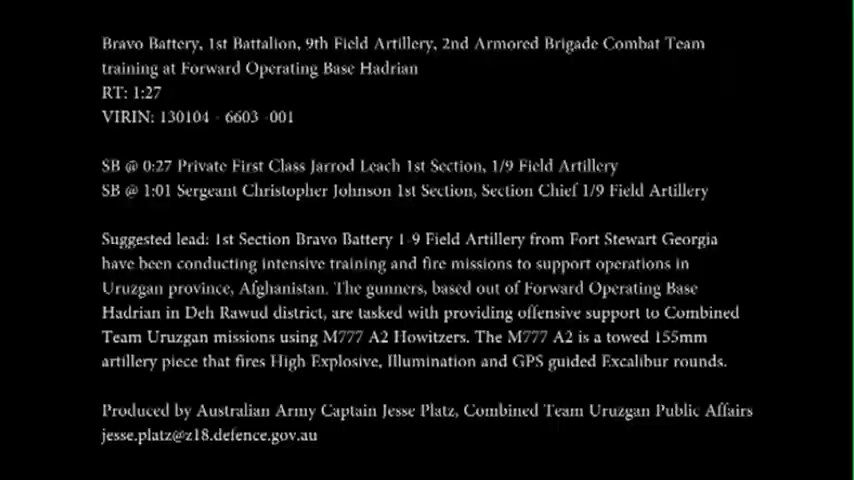 Bravo Battery, 1st Battalion, 9th Field Artillery, 2nd Armored Brigade Combat Team
training at Forward Operating Base Hadrian
RT: 1:27
VIRIN: 130104 - 6603 -001
SB @ 0:27 Private First Class Jarrod Leach 1st Section, 1/9 Field Artillery
SB @ 1:01 Sergeant Christopher Johnson 1st Section, Section Chief 1/9 Field Artillery
Suggested lead: 1st Section Bravo Battery 1-9 Field Artillery from Fort Stewart Georgia
have been conducting intensive training and fire missions to support operations in
Uruzgan province, Afghanistan. The gunners, based out of Forward Operating Base
Hadrian in Deh Rawud district, are tasked with providing offensive support to Combined
Team Uruzgan missions using M777 A2 Howitzers. The M777 A2 is a towed 155mm
artillery piece that fires High Explosive, Illumination and GPS guided Excalibur rounds.
Produced by Australian Army Captain Jesse Platz, Combined Team Uruzgan Public Affairs
jesse.platz@z18.defence.gov.au